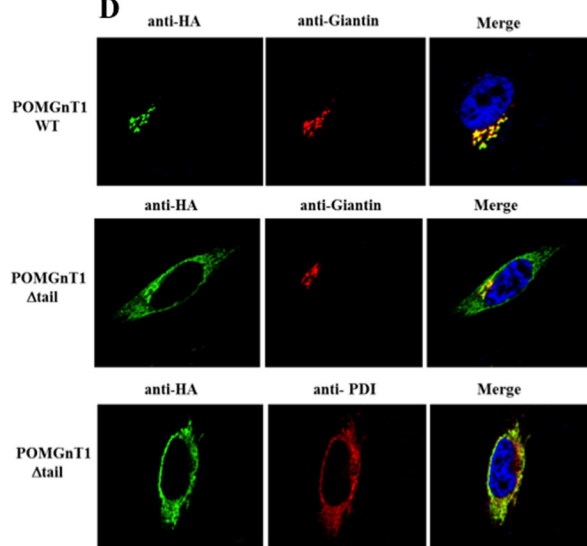 D
anti-HA anti-Giantin Merge
POMGnT1
WT
anti-HA anti-Giantin Merge
POMGnT1
Δtail
anti-HA anti- PDI Merge
POMGnT1
Δtail